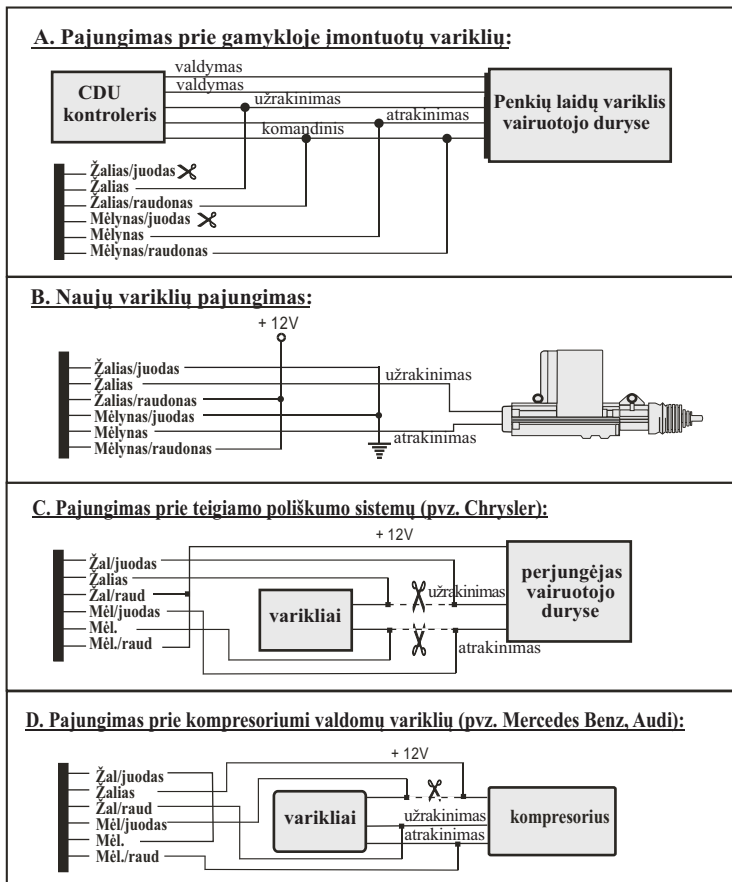 A. Pajungimas prie gamykloje įmontuotų variklių:
valdymas
valdymas
CDU
kontroleris
užrakinimas
atrakinimas
komandinis
Penkių laidų variklis
vairuotojo duryse
Žalias/juodas
Žalias
Žalias/raudonas
Mėlynas/juodas
Mėlynas
Mėlynas/raudonas
B. Naujų variklių pajungimas:
+ 12V
Žalias/juodas
Žalias
Žalias/raudonas
Mėlynas/juodas
Mėlynas
Mėlynas/raudonas
užrakinimas
atrakinimas
C. Pajungimas prie teigiamo poliškumo sistemų (pvz. Chrysler):
+ 12V
Žal/juodas
Žalias
Žal/raud
Mėl/juodas
Mėl.
Mėl./raud
varikliai
užrakinimas
atrakinimas
perjungėjas
vairuotojo
duryse
D. Pajungimas prie kompresoriumi valdomų variklių (pvz. Mercedes Benz, Audi):
+ 12V
Žal/juodas
Žalias
Žal/raud
Mėl/juodas
Mėl.
Mėl./raud
varikliai
užrakinimas
atrakinimas
kompresorius